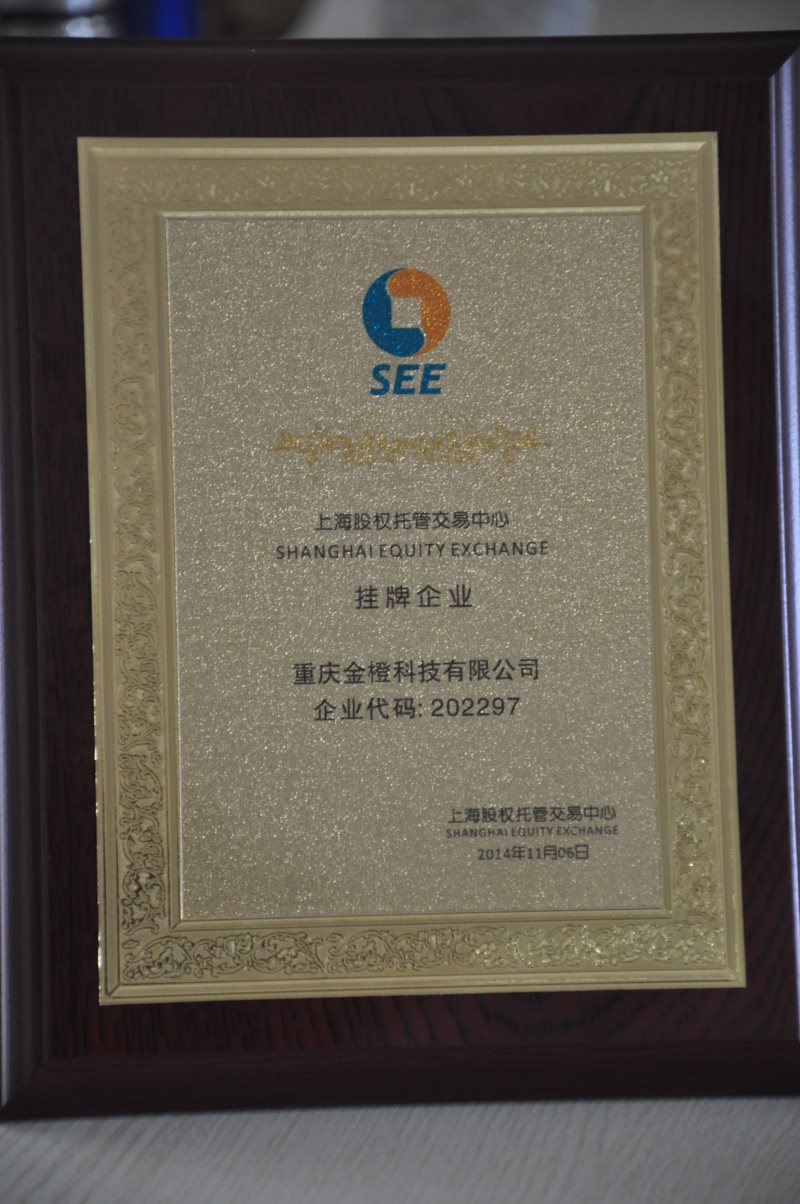 SEE
上海股权托管交易中心
SHANGHAI EQUITY EXCHANGE
挂牌企业
重庆金橙科技有限公司
企业代码: 202297
上海股权托管交易中心
SHANGHAI EQUITY EXCHANGE
2014年11月06日